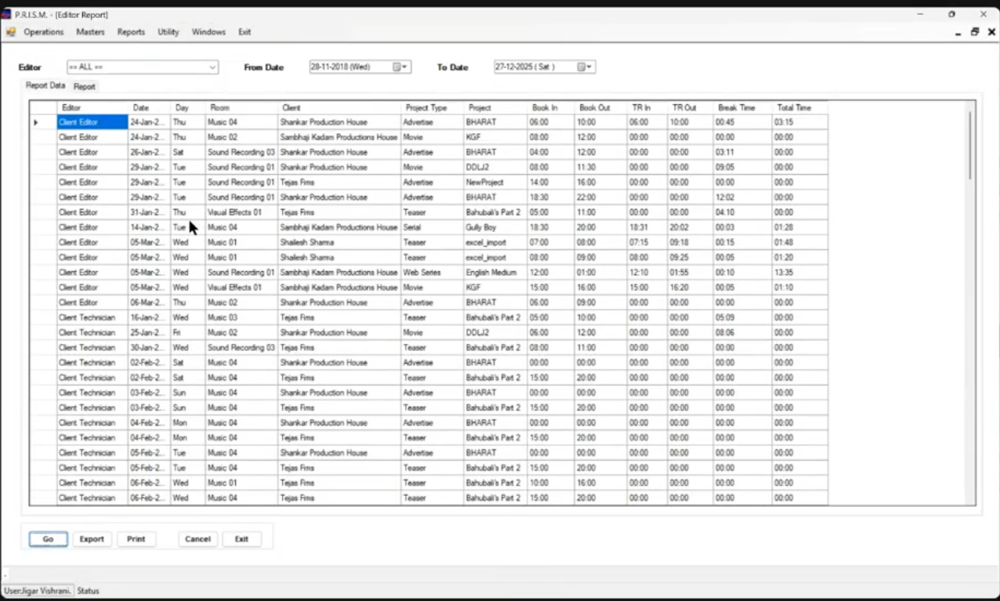 P.R.I.S.M. - [Editor Report]
Operations Masters Reports Utility Windows Exit
Editor == ALL == From Date 28-11-2018 (Wed) To Date 27-12-2025 ( Sat )
Report Data Report
Editor Date Day Room Client Project Type Project Book In Book Out TR In TR Out Break Time Total Time
Client Editor 24-Jan-2... Thu Music 04 Shankar Production House Advertise BHARAT 06:00 10:00 06:00 10:00 00:45 03:15
Client Editor 24-Jan-2... Thu Music 02 Sambhaji Kadam Productions House Movie KGF 08:00 12:00 00:00 00:00 00:00 00:00
Client Editor 26-Jan-2... Sat Sound Recording 03 Shankar Production House Advertise BHARAT 04:00 12:00 00:00 00:00 03:11 00:00
Client Editor 29-Jan-2... Tue Sound Recording 01 Shankar Production House Movie DDLJ2 08:00 11:30 00:00 00:00 09:05 00:00
Client Editor 29-Jan-2... Tue Sound Recording 01 Tejas Fims Advertise NewProject 14:00 16:00 00:00 00:00 00:00 00:00
Client Editor 29-Jan-2... Tue Sound Recording 01 Shankar Production House Advertise BHARAT 18:30 22:00 00:00 00:00 12:02 00:00
Client Editor 31-Jan-2... Thu Visual Effects 01 Tejas Fims Teaser Bahubali's Part 2 05:00 11:00 00:00 00:00 04:10 00:00
Client Editor 14-Jan-2... Tue Music 04 Sambhaji Kadam Productions House Serial Gully Boy 18:30 20:00 18:31 20:02 00:03 01:28
Client Editor 05-Mar-2... Wed Music 01 Shailesh Sharma Teaser excel_import 07:00 08:00 07:15 09:18 00:15 01:48
Client Editor 05-Mar-2... Wed Music 01 Shailesh Sharma Teaser excel_import 08:00 09:00 08:00 09:25 00:05 01:20
Client Editor 05-Mar-2... Wed Sound Recording 01 Sambhaji Kadam Productions House Web Series English Medium 12:00 01:00 12:10 01:55 00:10 13:35
Client Editor 05-Mar-2... Wed Visual Effects 01 Sambhaji Kadam Productions House Movie KGF 15:00 16:00 15:00 16:20 00:05 01:10
Client Editor 06-Mar-2... Thu Music 02 Shankar Production House Advertise BHARAT 06:00 09:00 00:00 00:00 00:00 00:00
Client Technician 16-Jan-2... Wed Music 03 Tejas Fims Teaser Bahubali's Part 2 05:00 10:00 00:00 00:00 05:09 00:00
Client Technician 25-Jan-2... Fri Music 02 Shankar Production House Movie DDLJ2 06:00 12:00 00:00 00:00 08:06 00:00
Client Technician 30-Jan-2... Wed Sound Recording 03 Tejas Fims Teaser Bahubali's Part 2 08:00 11:00 00:00 00:00 00:00 00:00
Client Technician 02-Feb-2... Sat Music 04 Shankar Production House Advertise BHARAT 00:00 00:00 00:00 00:00 00:00 00:00
Client Technician 02-Feb-2... Sat Music 04 Tejas Fims Teaser Bahubali's Part 2 15:00 20:00 00:00 00:00 00:00 00:00
Client Technician 03-Feb-2... Sun Music 04 Shankar Production House Advertise BHARAT 00:00 00:00 00:00 00:00 00:00 00:00
Client Technician 03-Feb-2... Sun Music 04 Tejas Fims Teaser Bahubali's Part 2 15:00 20:00 00:00 00:00 00:00 00:00
Client Technician 04-Feb-2... Mon Music 04 Shankar Production House Advertise BHARAT 00:00 00:00 00:00 00:00 00:00 00:00
Client Technician 04-Feb-2... Mon Music 04 Tejas Fims Teaser Bahubali's Part 2 15:00 20:00 00:00 00:00 00:00 00:00
Client Technician 05-Feb-2... Tue Music 04 Shankar Production House Advertise BHARAT 00:00 00:00 00:00 00:00 00:00 00:00
Client Technician 05-Feb-2... Tue Music 04 Tejas Fims Teaser Bahubali's Part 2 15:00 20:00 00:00 00:00 00:00 00:00
Client Technician 06-Feb-2... Wed Music 01 Tejas Fims Teaser Bahubali's Part 2 10:00 16:00 00:00 00:00 00:00 00:00
Client Technician 06-Feb-2... Wed Music 04 Tejas Fims Teaser Bahubali's Part 2 15:00 20:00 00:00 00:00 00:00 00:00
Go Export Print Cancel Exit
User:Jigar Vishrani. Status